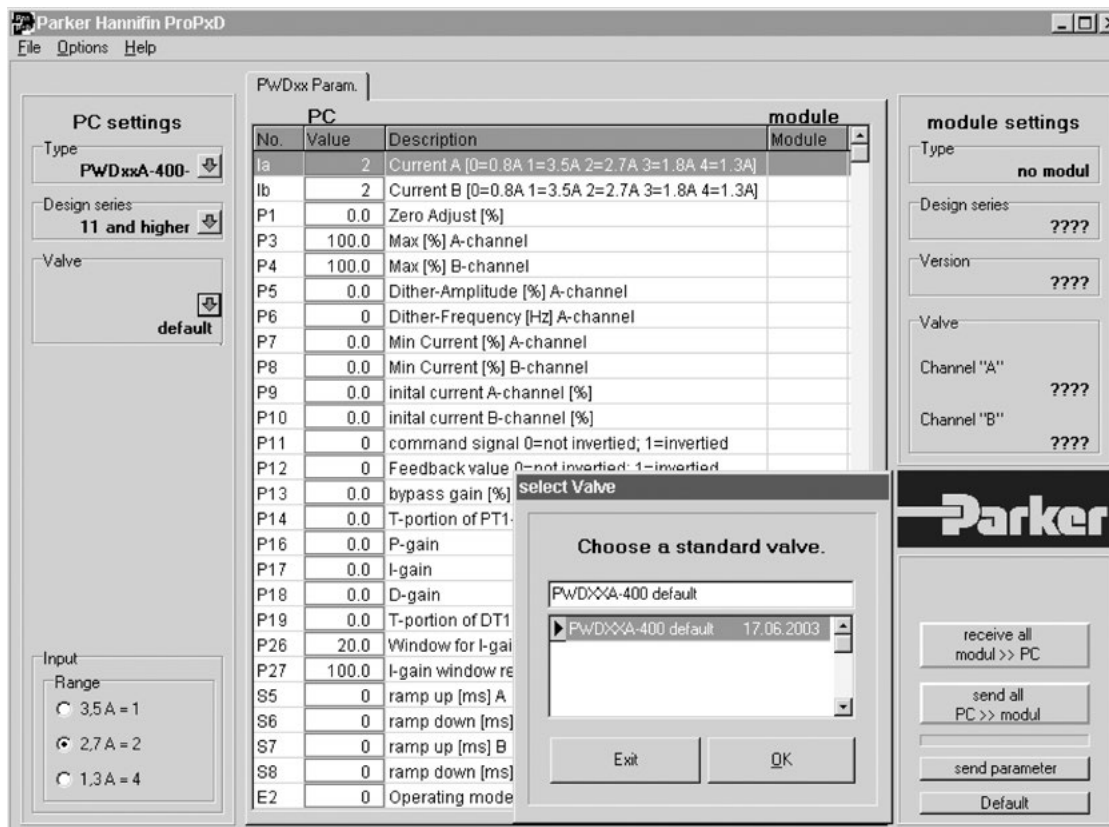 Parker Hannifin ProPxD
File Options Help
PC settings
Type
PWDxxA-400-
Design series
11 and higher
Valve
default
Input
Range
3,5 A = 1
2,7 A = 2
1,3 A = 4
PWDxx Param.
PC module
No. Value Description Module
Ia 2 Current A [0=0.8A 1=3.5A 2=2.7A 3=1.8A 4=1.3A]
Ib 2 Current B [0=0.8A 1=3.5A 2=2.7A 3=1.8A 4=1.3A]
P1 0.0 Zero Adjust [%]
P3 100.0 Max [%] A-channel
P4 100.0 Max [%] B-channel
P5 0.0 Dither-Amplitude [%] A-channel
P6 0 Dither-Frequency [Hz] A-channel
P7 0.0 Min Current [%] A-channel
P8 0.0 Min Current [%] B-channel
P9 0.0 inital current A-channel [%]
P10 0.0 inital current B-channel [%]
P11 0 command signal 0=not invertied; 1=invertied
P12 0 Feedback value 0=not invertied; 1=invertied
P13 0.0 bypass gain [%]
P14 0.0 T-portion of PT1-
P16 0.0 P-gain
P17 0.0 I-gain
P18 0.0 D-gain
P19 0.0 T-portion of DT1
P26 20.0 Window for I-gai
P27 100.0 I-gain window re
S5 0 ramp up [ms] A
S6 0 ramp down [ms]
S7 0 ramp up [ms] B
S8 0 ramp down [ms]
E2 0 Operating mode
select Valve
Choose a standard valve.
PWDXXA-400 default
PWDXXA-400 default 17.06.2003
Exit OK
module settings
Type
no modul
Design series
????
Version
????
Valve
Channel "A"
????
Channel "B"
????
Parker
receive all
modul >> PC
send all
PC >> modul
send parameter
Default